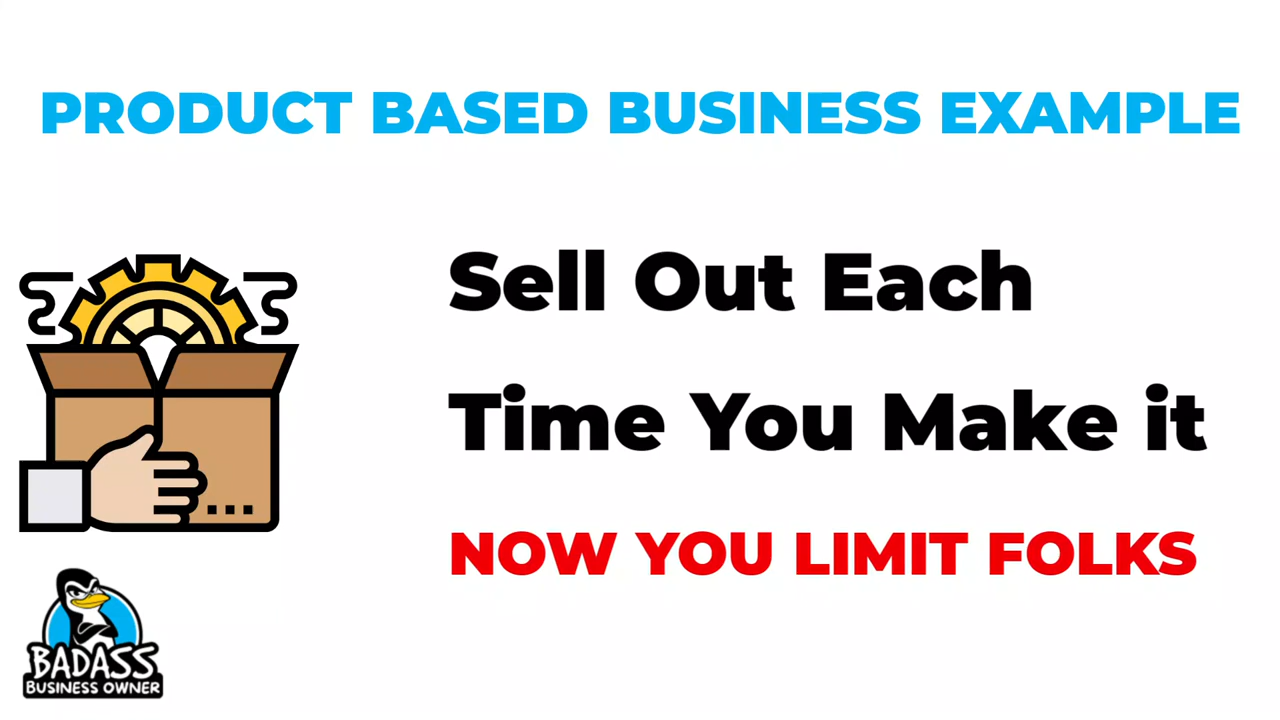 PRODUCT BASED BUSINESS EXAMPLE
Sell Out Each
Time You Make it
NOW YOU LIMIT FOLKS
BADASS
BUSINESS OWNER